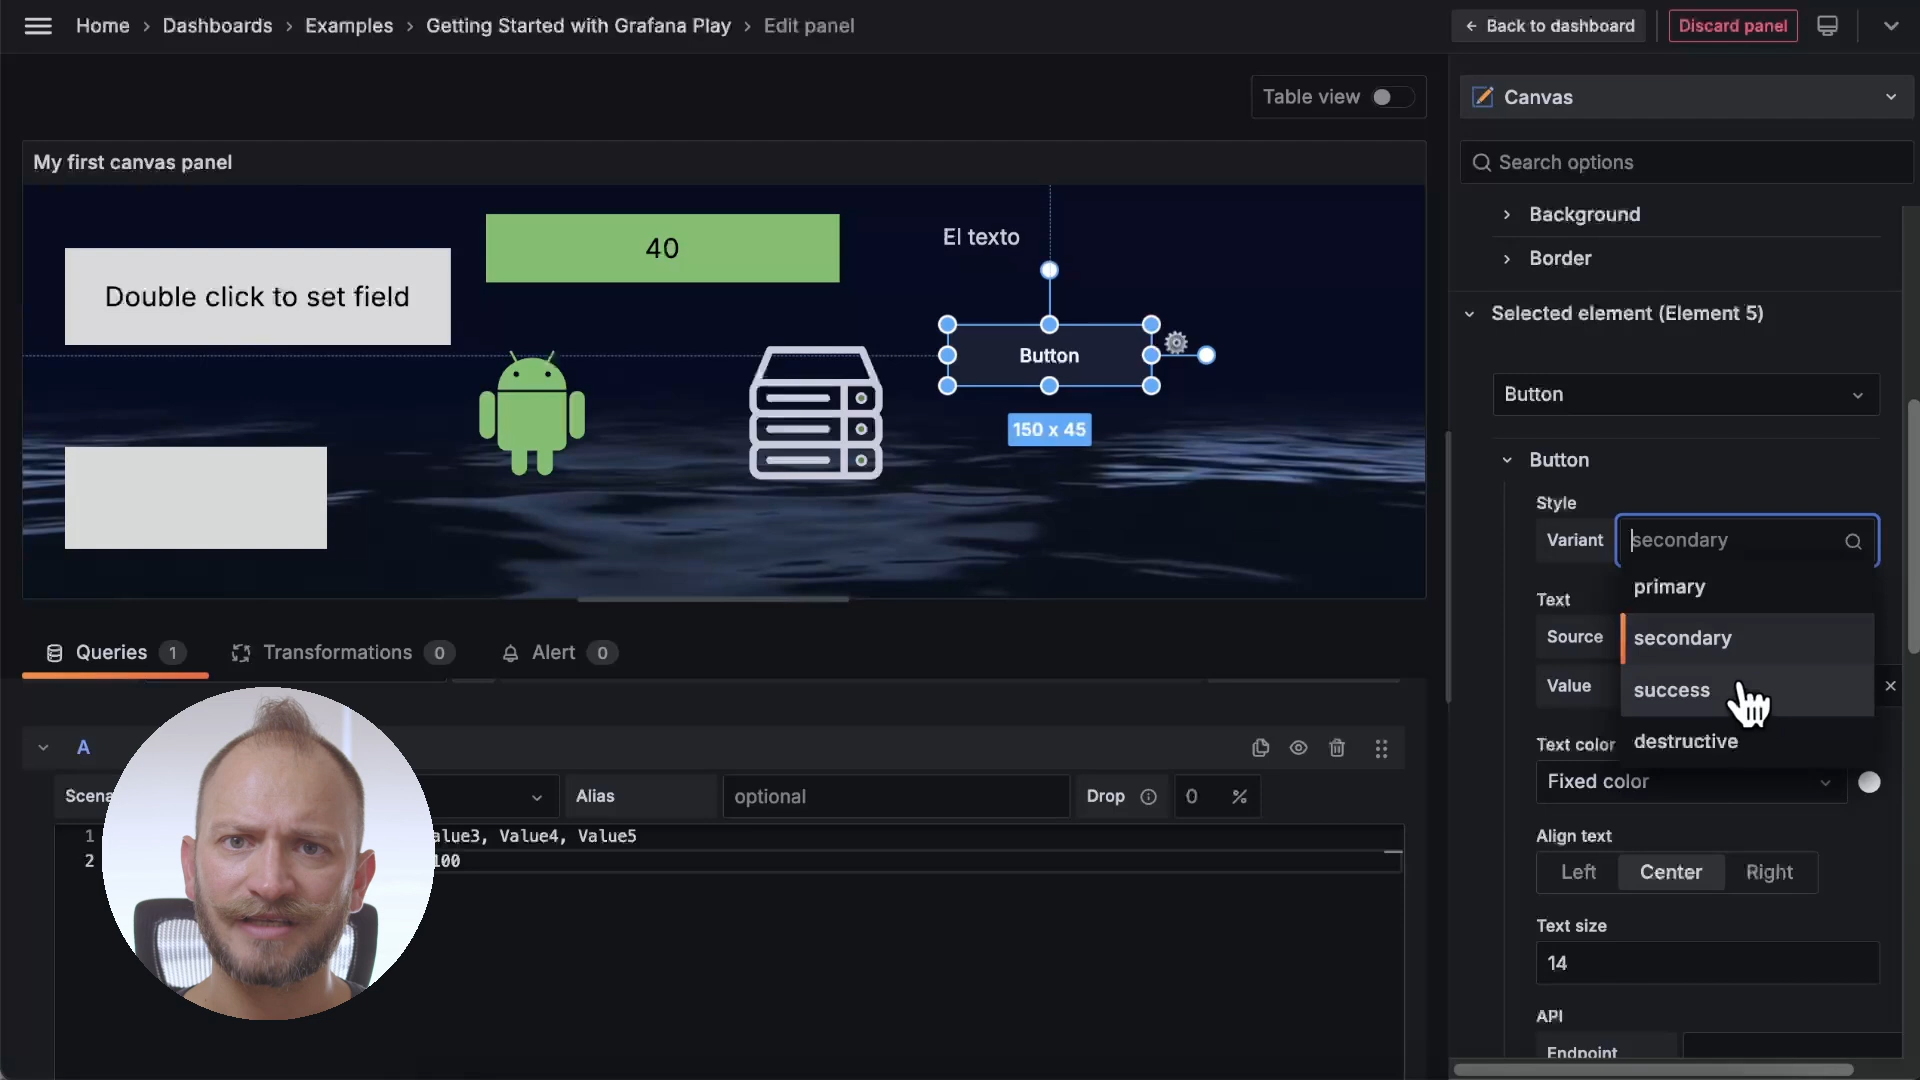 Home › Dashboards › Examples › Getting Started with Grafana Play › Edit panel
← Back to dashboard
Discard panel
Table view
Canvas
Search options
My first canvas panel
Background
Border
Selected element (Element 5)
Double click to set field
40
El texto
Button
150 x 45
Button
Button
Style
Variant secondary
primary
secondary
success
destructive
Text
Source
Value
Text color
Fixed color
Align text
Left Center Right
Text size
14
API
Endpoint
Queries 1
Transformations 0
Alert 0
A
Scena
Alias
optional
Drop
0 %
1 alue3, Value4, Value5
2 100